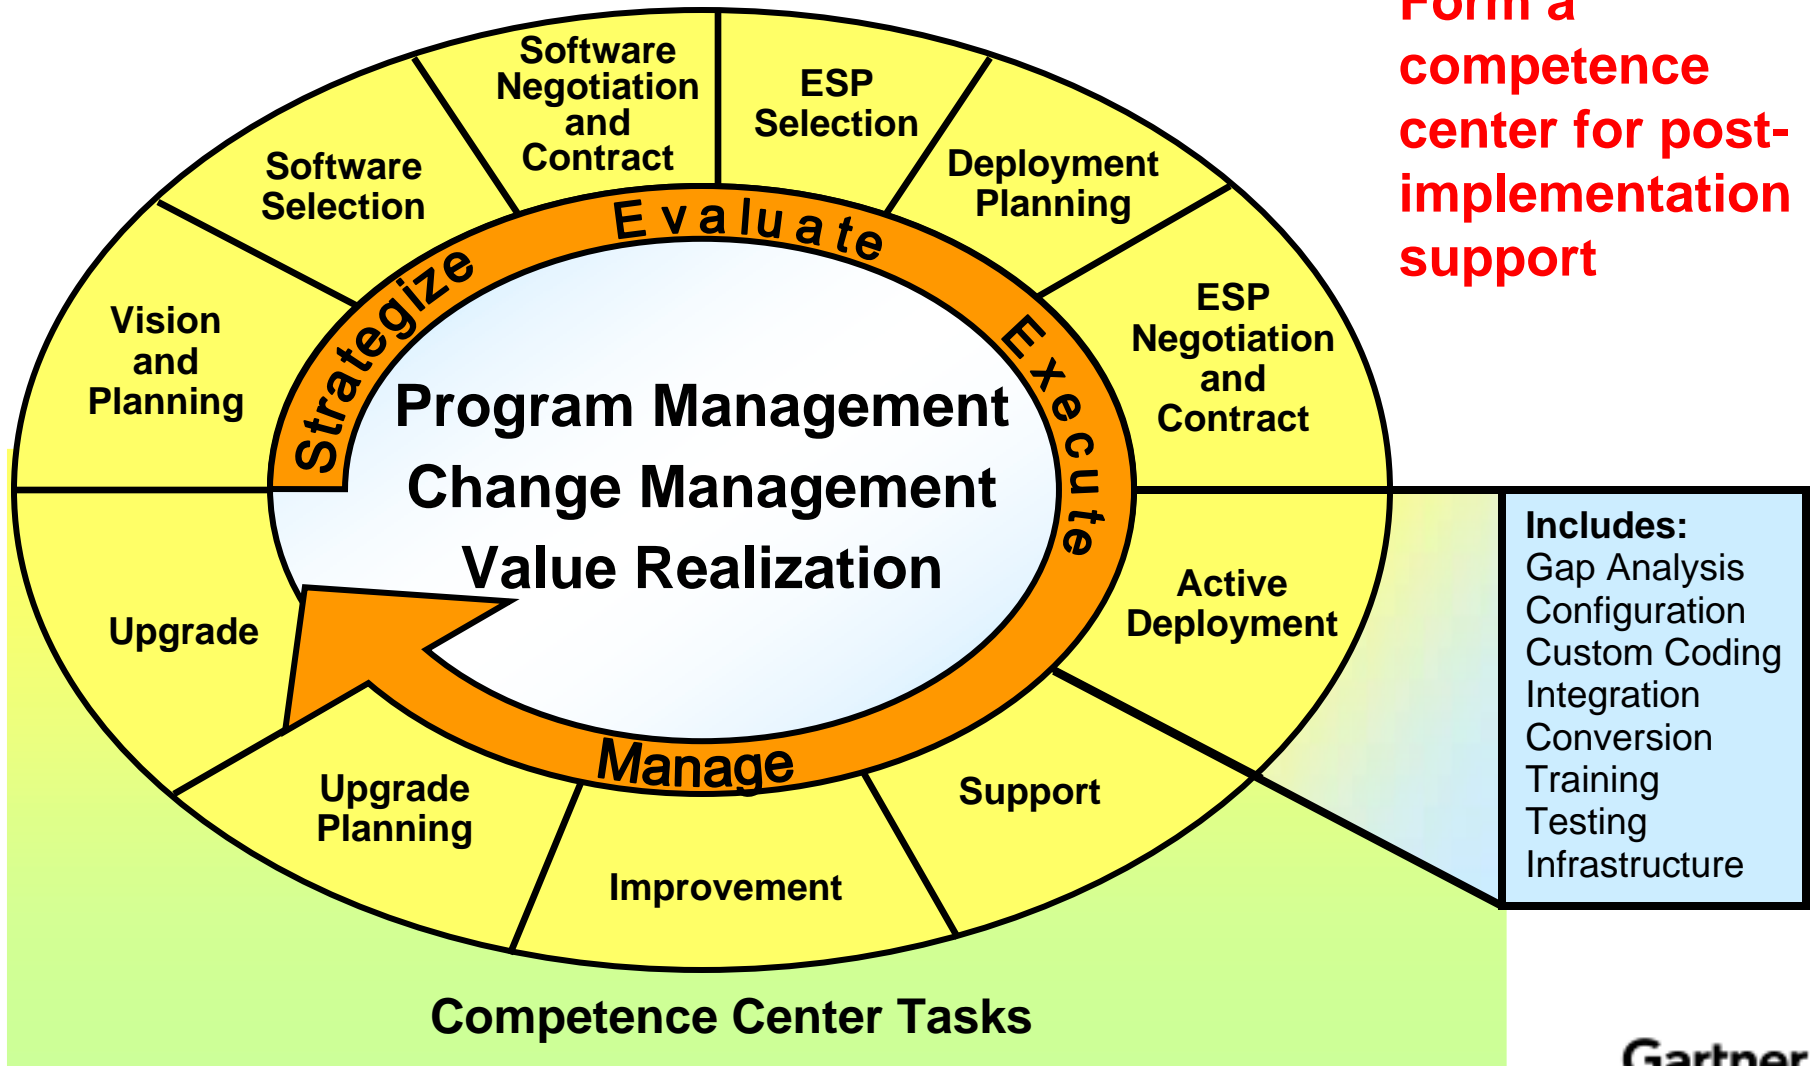 Form a
competence
center for post-
implementation
support
Software
Negotiation
and
Contract
ESP
Selection
Deployment
Planning
ESP
Negotiation
and
Contract
Active
Deployment
Support
Improvement
Upgrade
Planning
Upgrade
Vision
and
Planning
Software
Selection
Strategize
Evaluate
Execute
Manage
Program Management
Change Management
Value Realization
Includes:
Gap Analysis
Configuration
Custom Coding
Integration
Conversion
Training
Testing
Infrastructure
Competence Center Tasks
Gartner